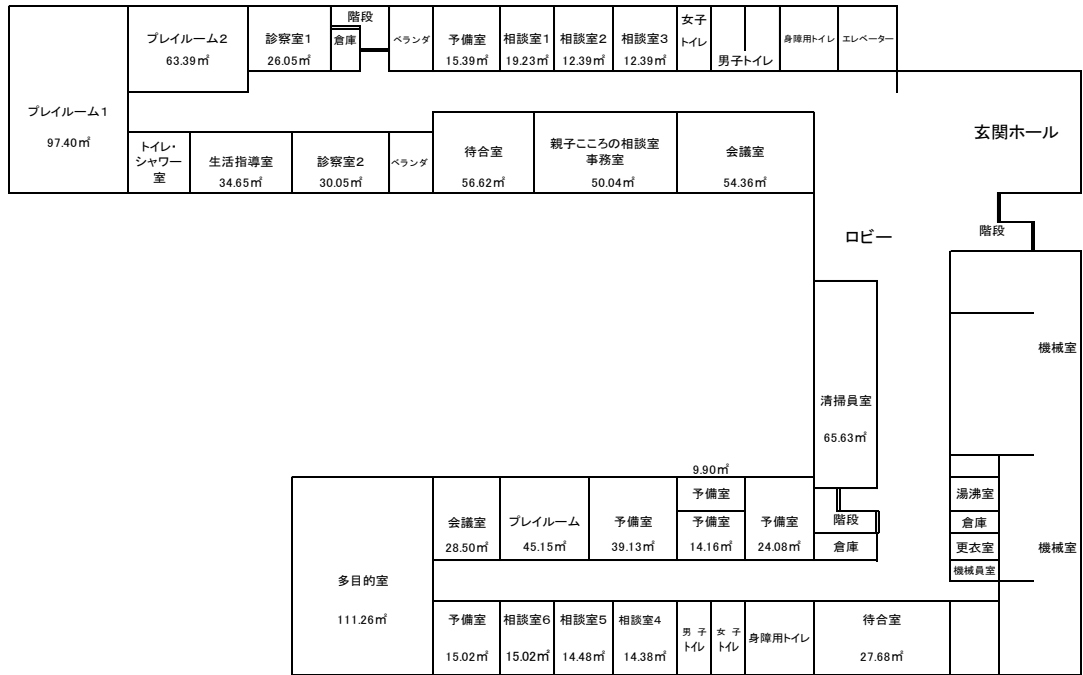 プレイルーム2
63.39㎡
診察室1
26.05㎡
階段
倉庫
ベランダ
予備室
15.39㎡
相談室1
19.23㎡
相談室2
12.39㎡
相談室3
12.39㎡
女子
トイレ
男子トイレ
身障用トイレ
エレベーター
プレイルーム1
97.40㎡
トイレ・
シャワー
室
生活指導室
34.65㎡
診察室2
30.05㎡
ベランダ
待合室
56.62㎡
親子こころの相談室
事務室
50.04㎡
会議室
54.36㎡
玄関ホール
ロビー
階段
機械室
清掃員室
65.63㎡
9.90㎡
予備室
会議室
28.50㎡
プレイルーム
45.15㎡
予備室
39.13㎡
予備室
14.16㎡
予備室
24.08㎡
階段
倉庫
湯沸室
倉庫
更衣室
機械員室
機械室
多目的室
111.26㎡
予備室
15.02㎡
相談室6
15.02㎡
相談室5
14.48㎡
相談室4
14.38㎡
男 子
トイレ
女 子
トイレ
身障用トイレ
待合室
27.68㎡